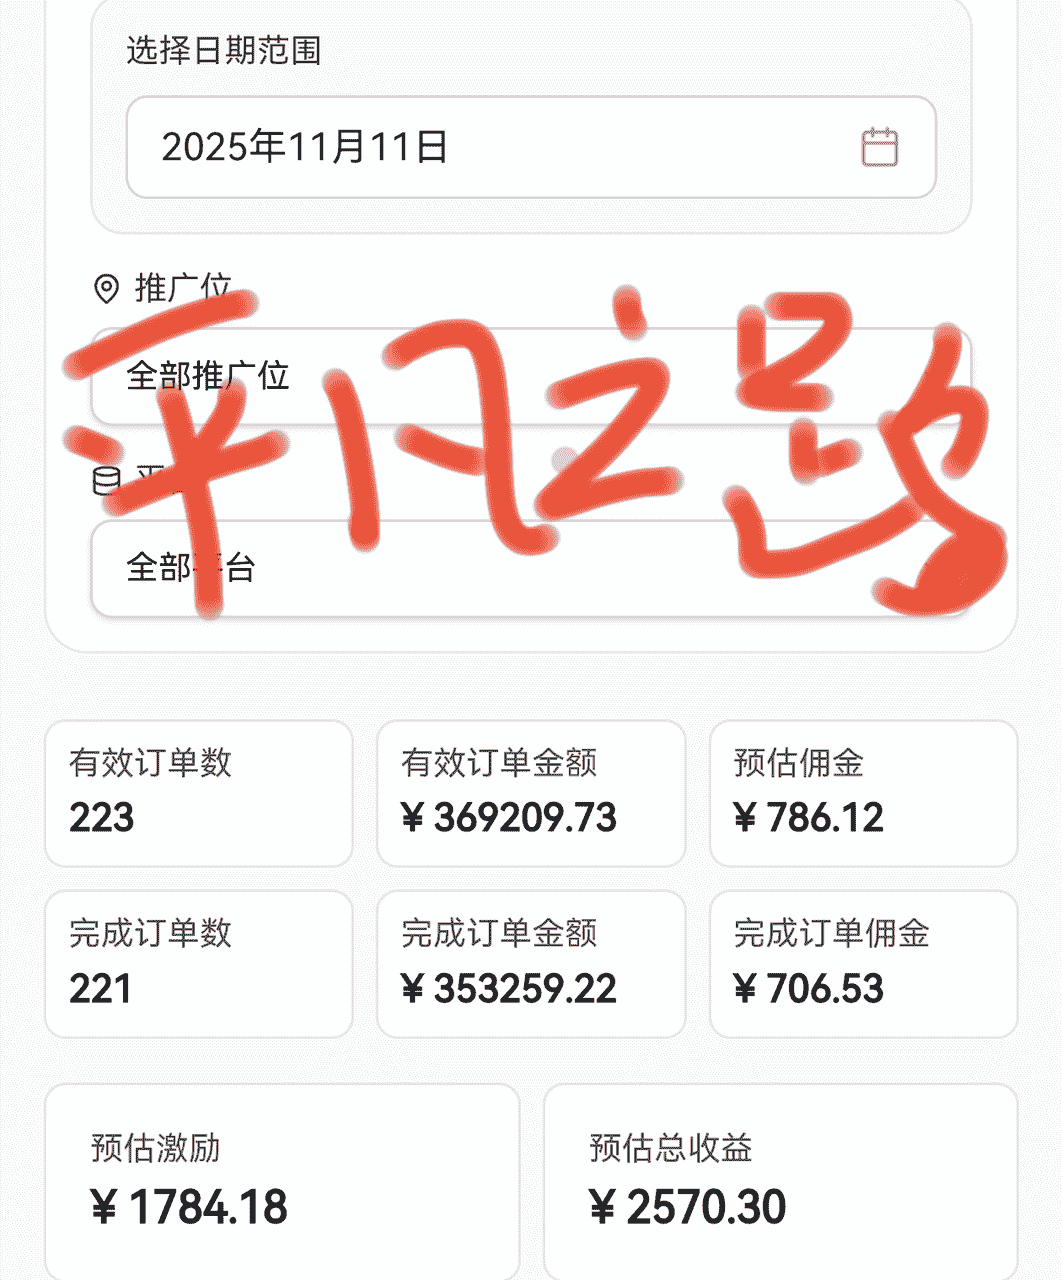 选择日期范围
2025年11月11日
推广位
全部推广位
平凡之路
平台
全部平台
有效订单数
223
有效订单金额
¥ 369209.73
预估佣金
¥ 786.12
完成订单数
221
完成订单金额
¥ 353259.22
完成订单佣金
¥ 706.53
预估激励
¥ 1784.18
预估总收益
¥ 2570.30